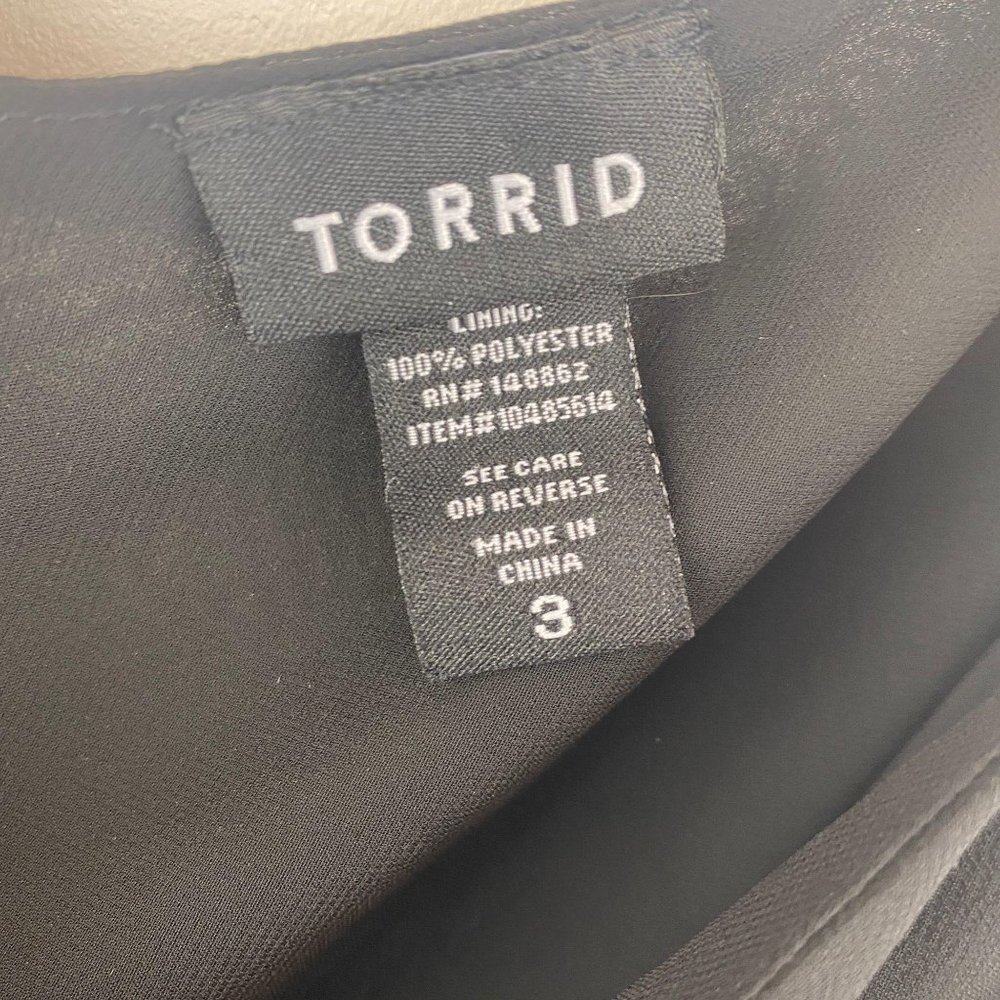 TORRID
LINING:
100% POLYESTER
RN# 148862
ITEM#10485614
SEE CARE
ON REVERSE
MADE IN
CHINA
3